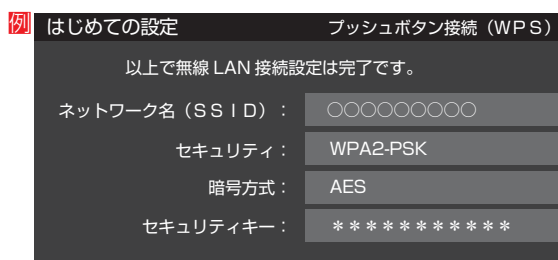 例 はじめての設定 プッシュボタン接続（WPS）
以上で無線 LAN 接続設定は完了です。
ネットワーク名（SSID）： ○○○○○○○○○
セキュリティ： WPA2-PSK
暗号方式： AES
セキュリティキー： ＊＊＊＊＊＊＊＊＊＊＊